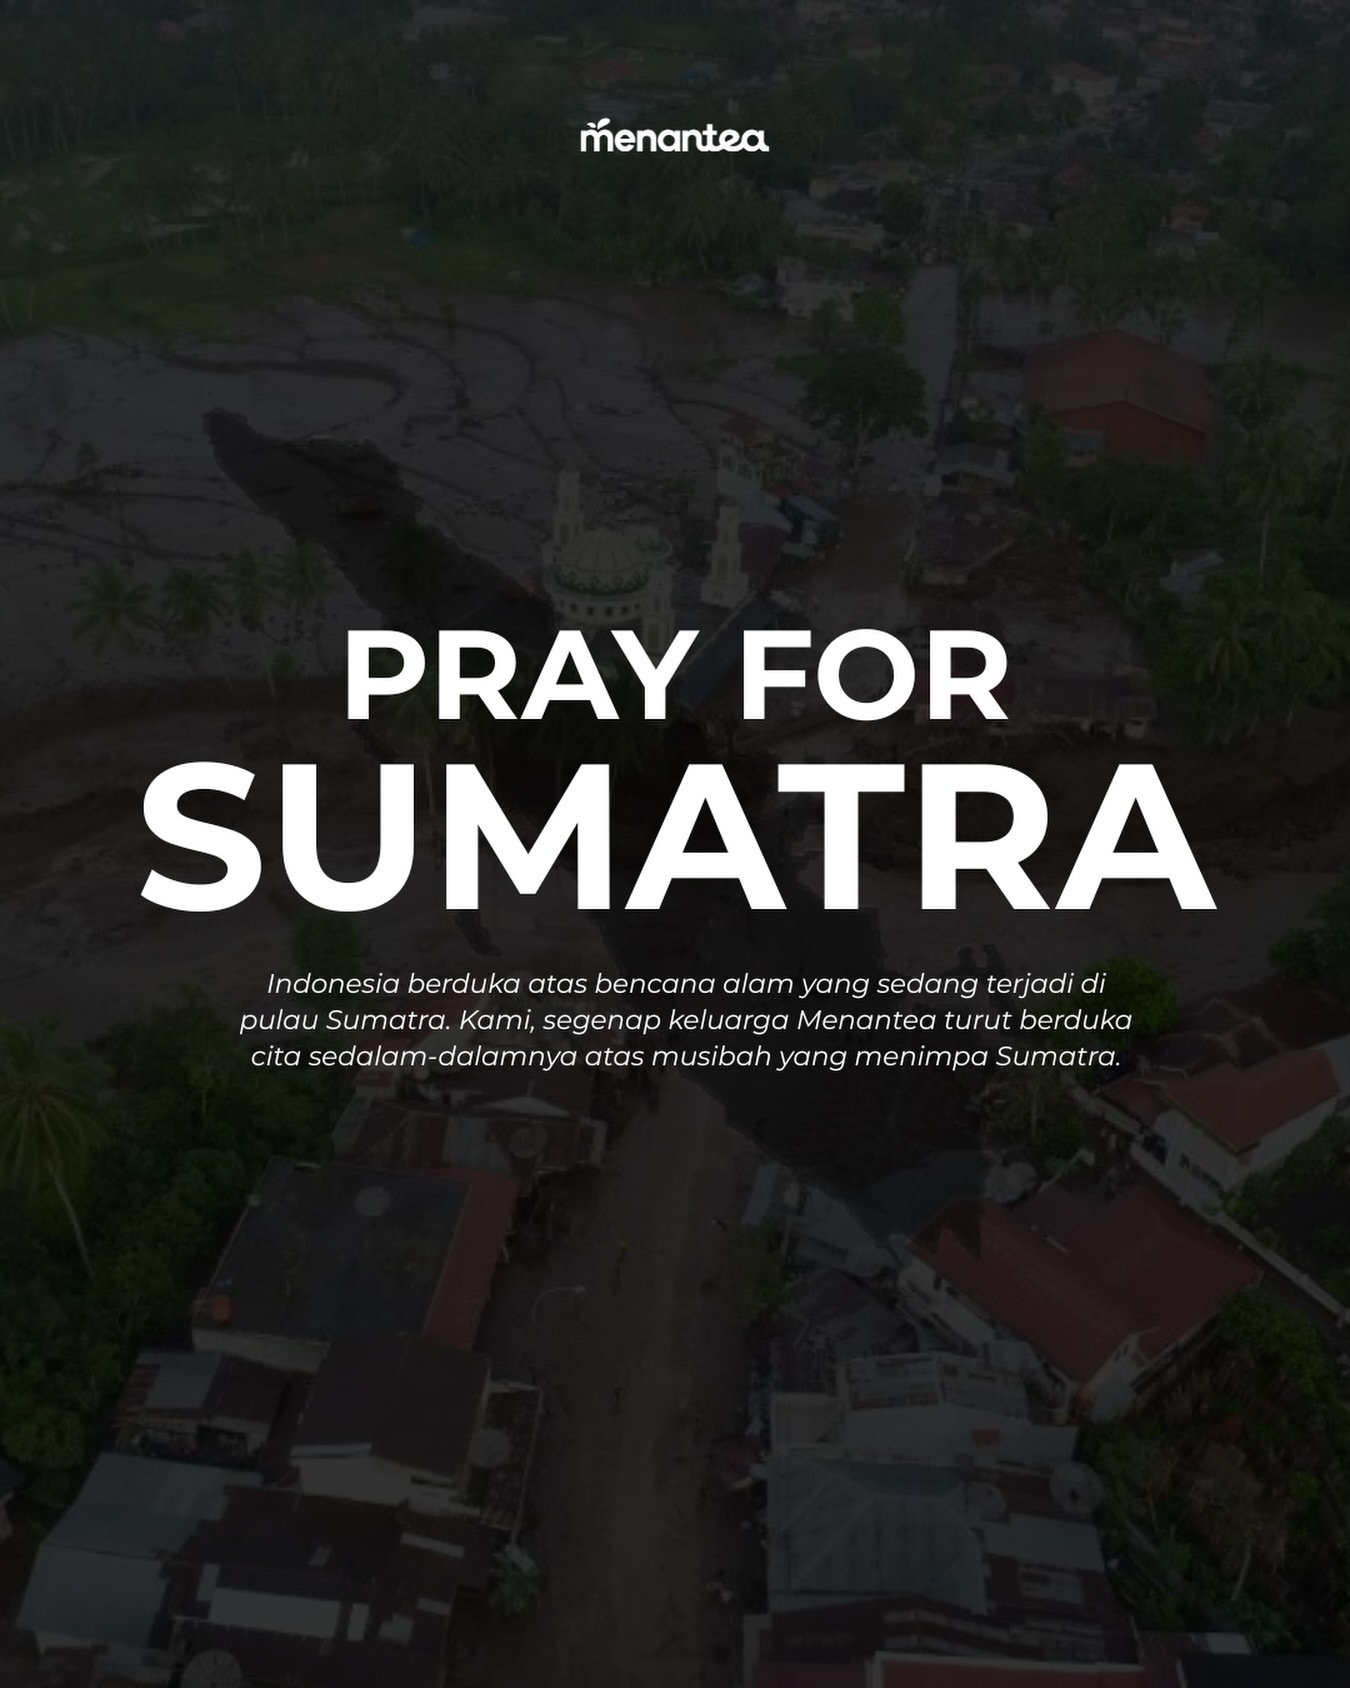 menantea
PRAY FOR
SUMATRA
Indonesia berduka atas bencana alam yang sedang terjadi di
pulau Sumatra. Kami, segenap keluarga Menantea turut berduka
cita sedalam-dalamnya atas musibah yang menimpa Sumatra.